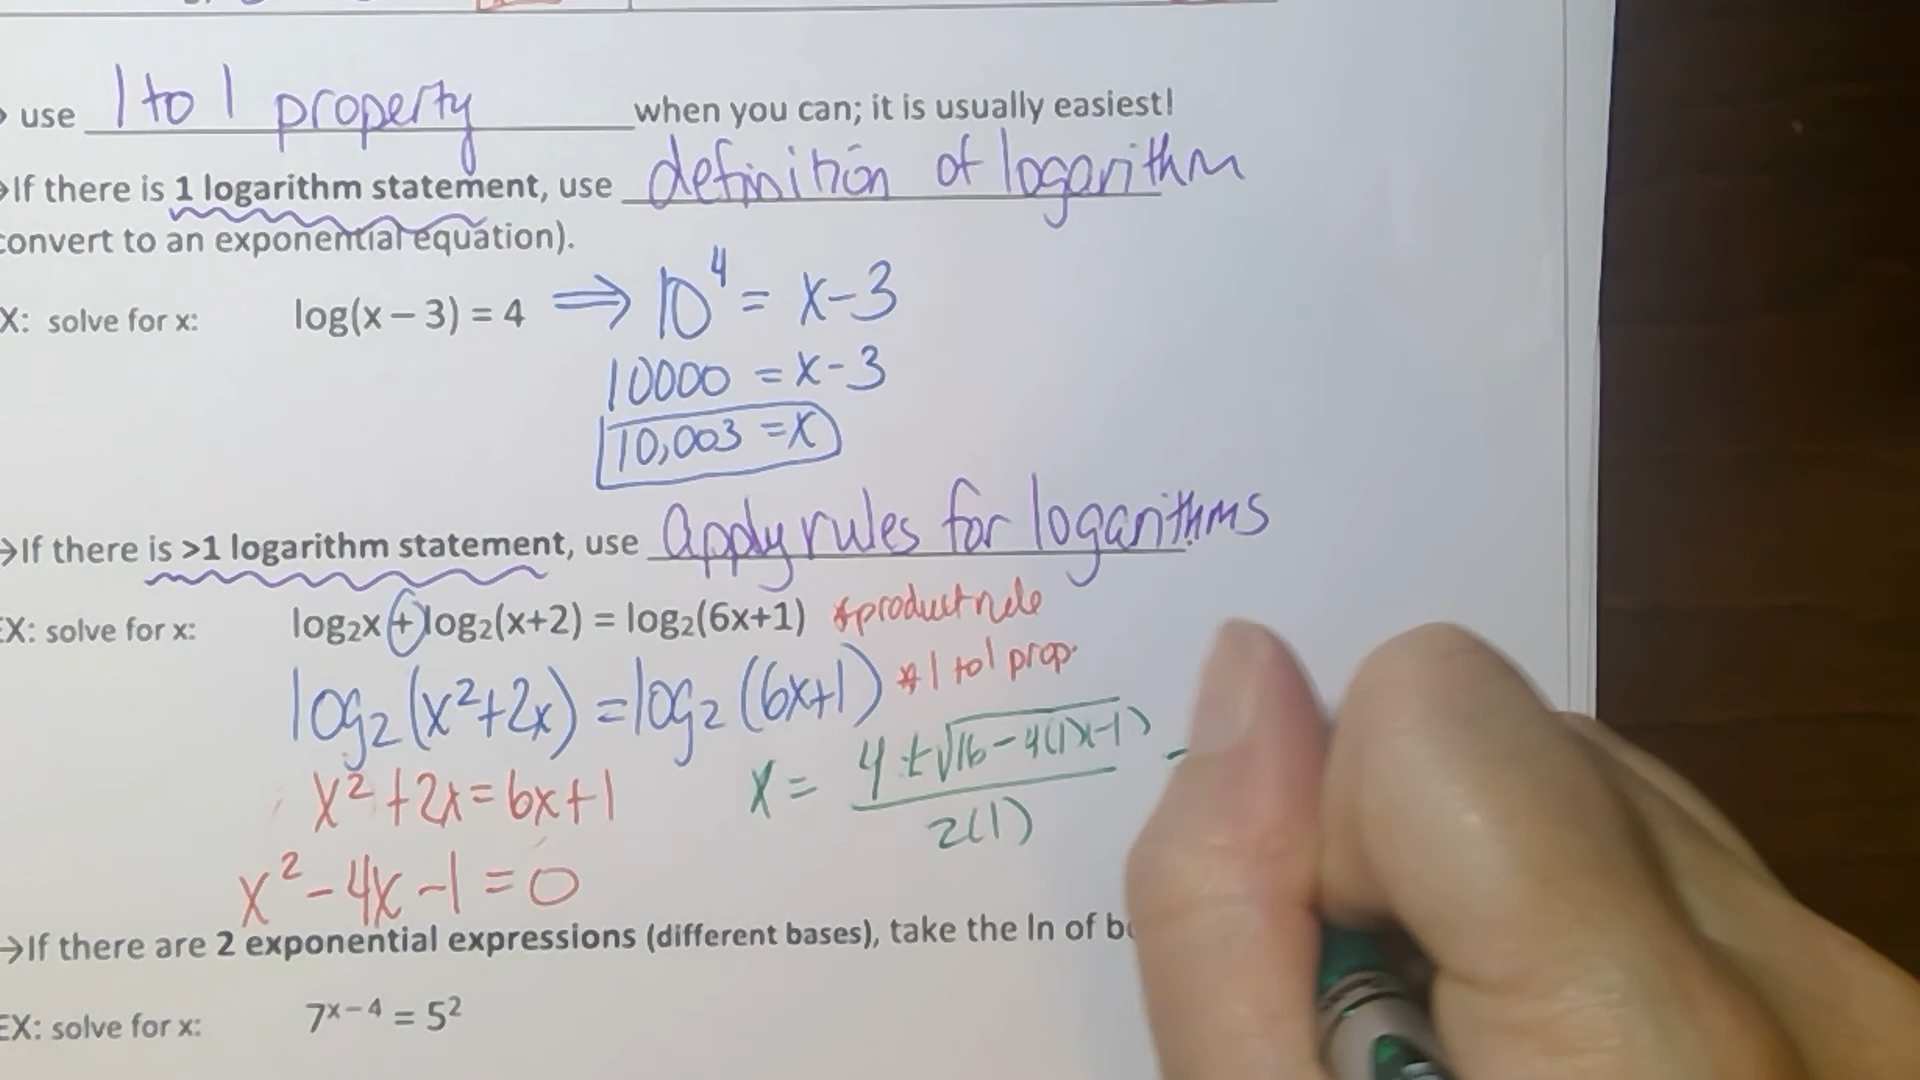 use 1 to 1 property when you can; it is usually easiest!
→If there is 1 logarithm statement, use definition of logarithm
convert to an exponential equation).
X: solve for x: log(x – 3) = 4 ⟹ 10⁴ = x-3
10000 = x-3
10,003 = x
→If there is >1 logarithm statement, use apply rules for logarithms
EX: solve for x: log₂x + log₂(x+2) = log₂(6x+1) *product rule
log₂(x²+2x) = log₂(6x+1) *1 to 1 prop.
x²+2x = 6x+1
x = 4±√16-4(1)(-1) / 2(1)
x²-4x-1=0
→If there are 2 exponential expressions (different bases), take the ln of
EX: solve for x: 7ˣ⁻⁴ = 5²